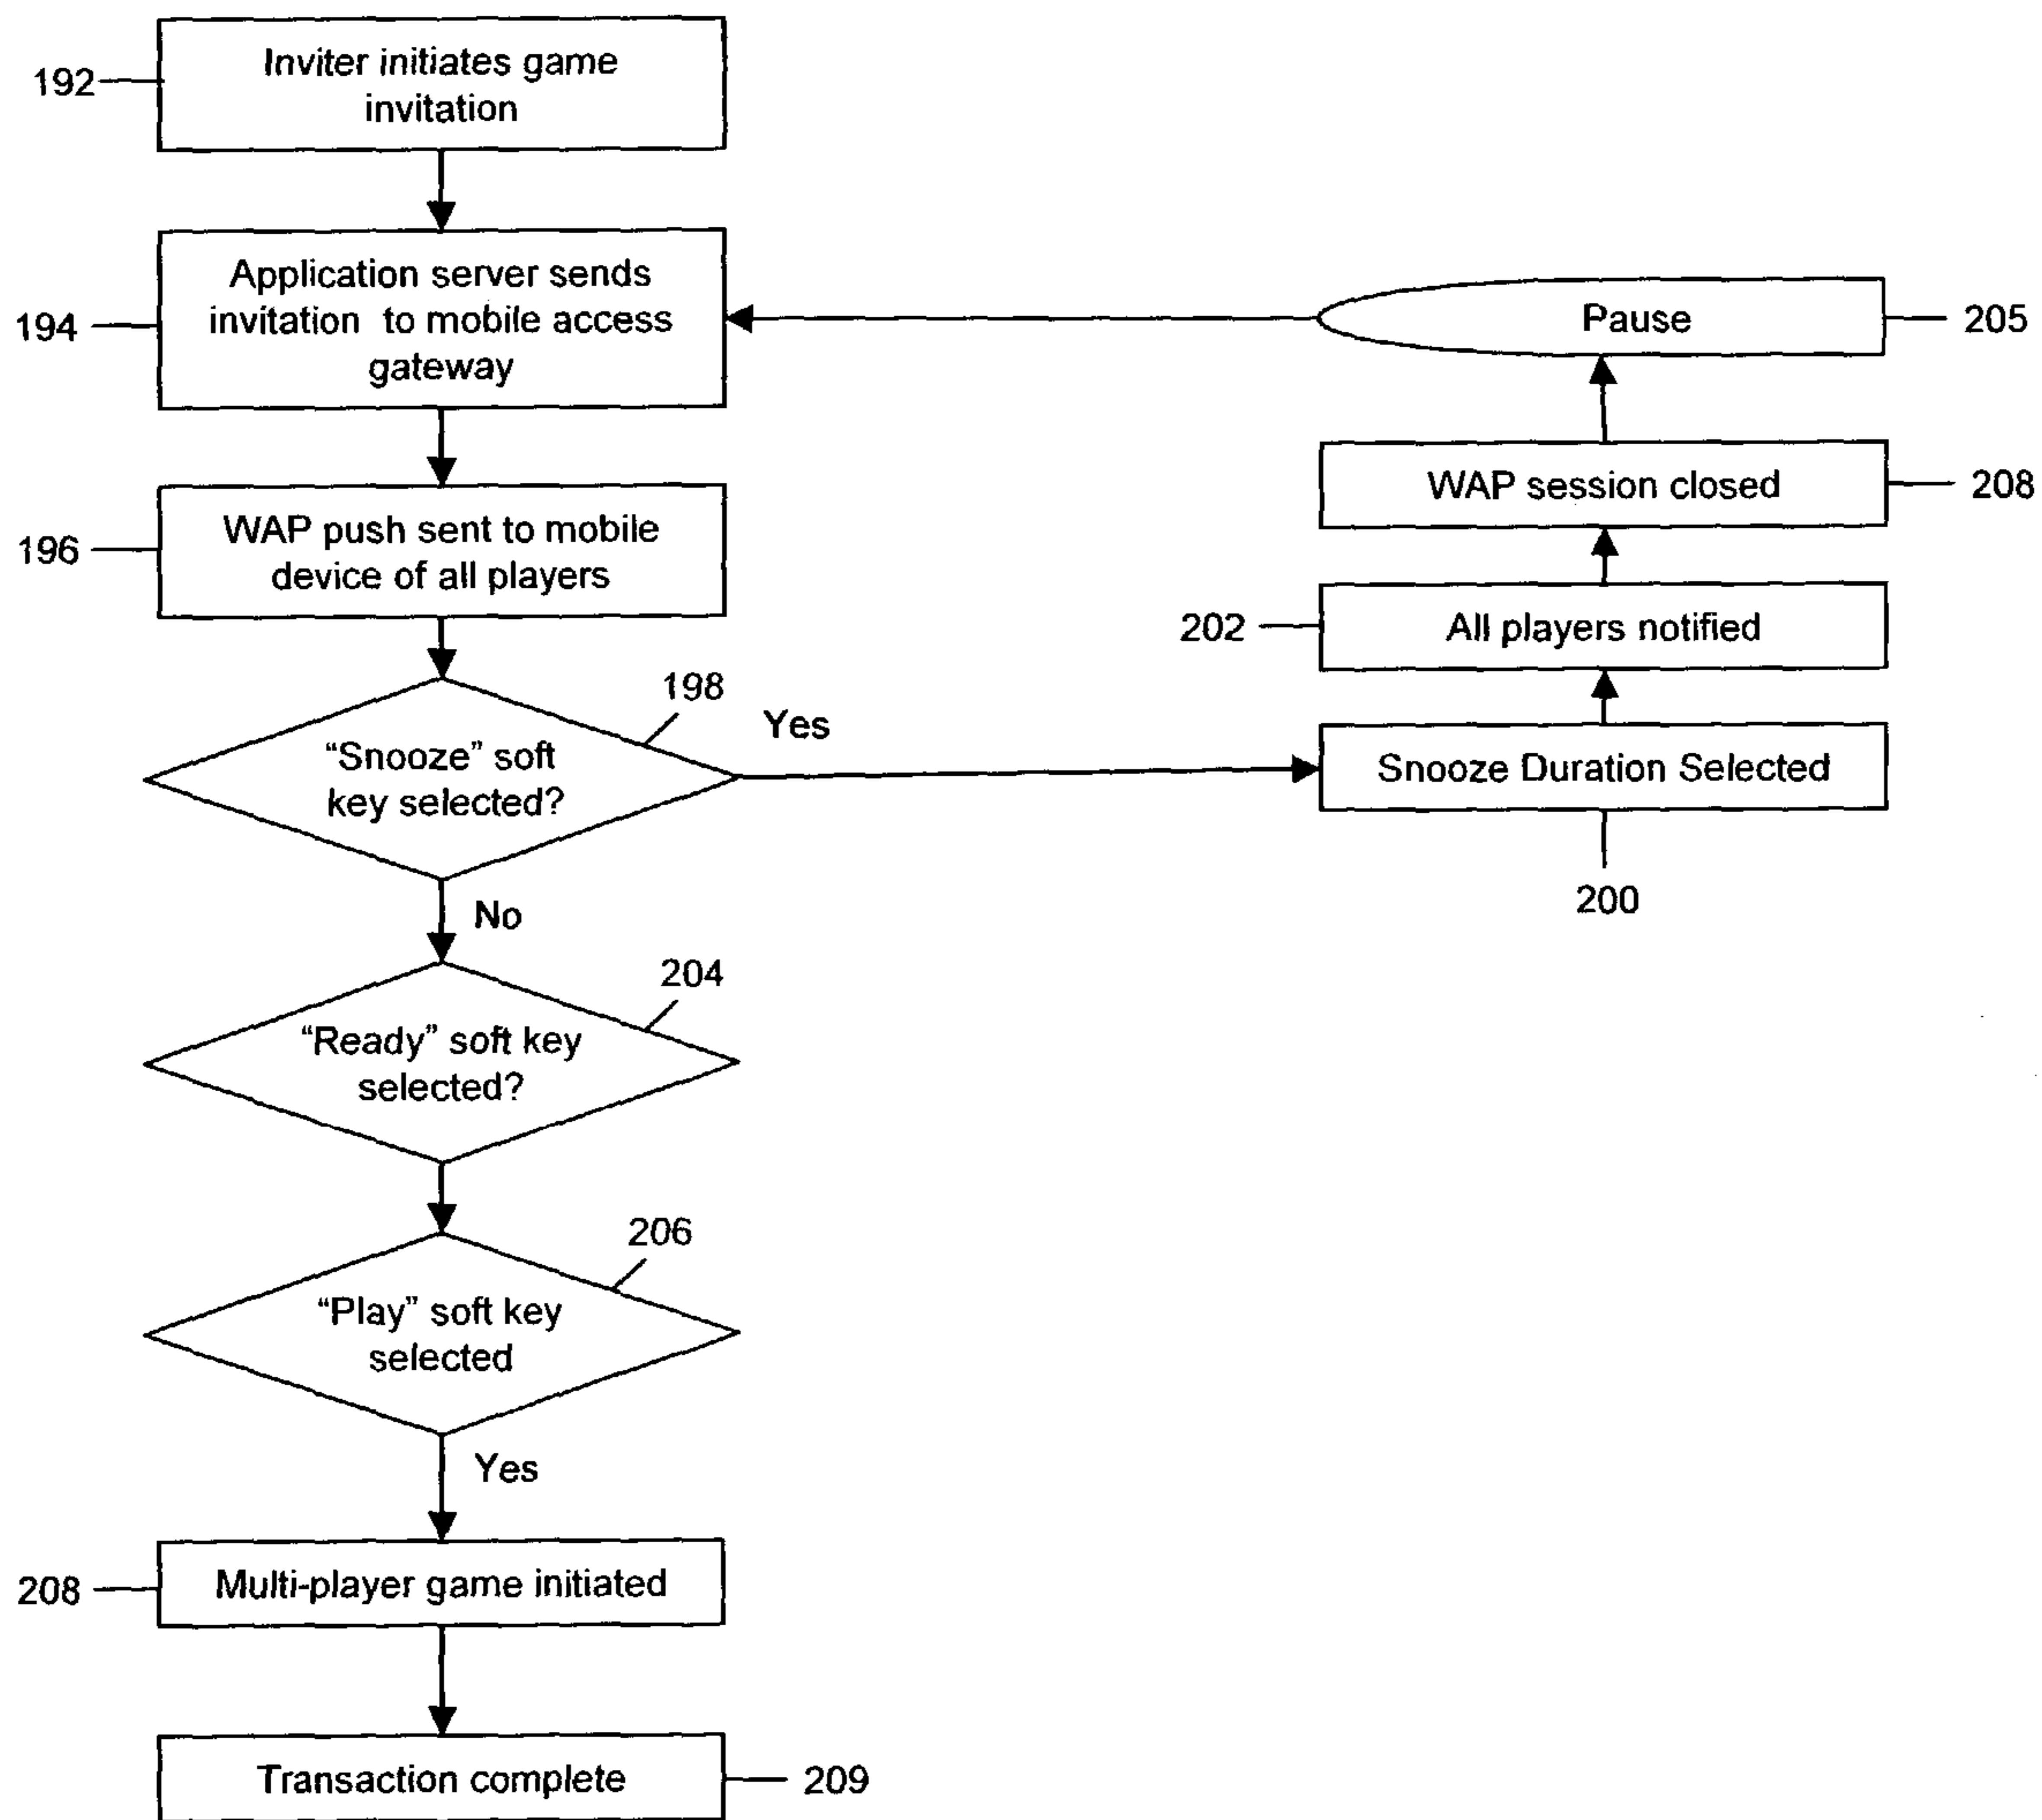 192
Inviter initiates game
invitation
194
Application server sends
invitation to mobile access
gateway
Pause
205
196
WAP push sent to mobile
device of all players
WAP session closed
208
202
All players notified
198
Yes
“Snooze” soft
key selected?
Snooze Duration Selected
200
No
204
“Ready” soft key
selected?
206
“Play” soft key
selected
Yes
208
Multi-player game initiated
Transaction complete
209